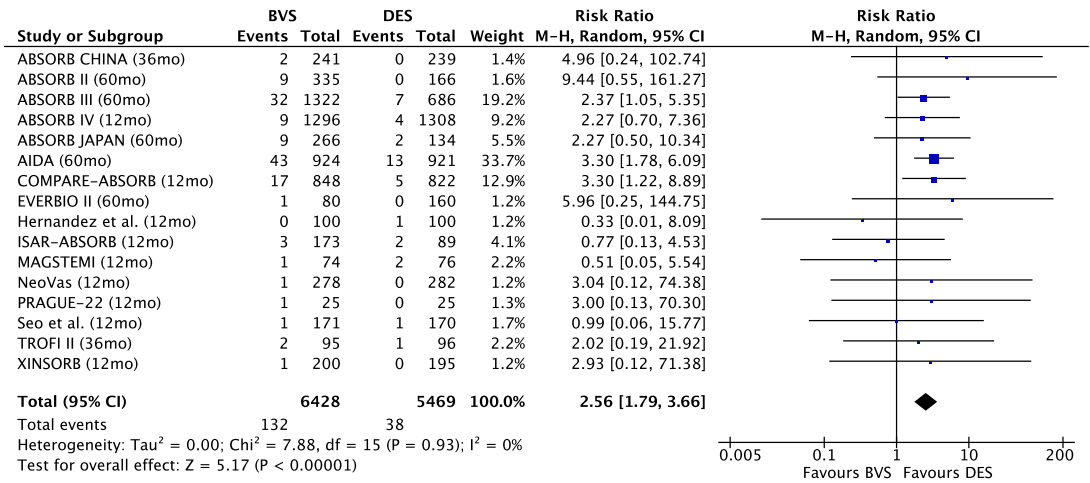 BVS DES Risk Ratio Risk Ratio
Study or Subgroup Events Total Events Total Weight M-H, Random, 95% CI M-H, Random, 95% CI
ABSORB CHINA (36mo) 2 241 0 239 1.4% 4.96 [0.24, 102.74]
ABSORB II (60mo) 9 335 0 166 1.6% 9.44 [0.55, 161.27]
ABSORB III (60mo) 32 1322 7 686 19.2% 2.37 [1.05, 5.35]
ABSORB IV (12mo) 9 1296 4 1308 9.2% 2.27 [0.70, 7.36]
ABSORB JAPAN (60mo) 9 266 2 134 5.5% 2.27 [0.50, 10.34]
AIDA (60mo) 43 924 13 921 33.7% 3.30 [1.78, 6.09]
COMPARE-ABSORB (12mo) 17 848 5 822 12.9% 3.30 [1.22, 8.89]
EVERBIO II (60mo) 1 80 0 160 1.2% 5.96 [0.25, 144.75]
Hernandez et al. (12mo) 0 100 1 100 1.2% 0.33 [0.01, 8.09]
ISAR-ABSORB (12mo) 3 173 2 89 4.1% 0.77 [0.13, 4.53]
MAGSTEMI (12mo) 1 74 2 76 2.2% 0.51 [0.05, 5.54]
NeoVas (12mo) 1 278 0 282 1.2% 3.04 [0.12, 74.38]
PRAGUE-22 (12mo) 1 25 0 25 1.3% 3.00 [0.13, 70.30]
Seo et al. (12mo) 1 171 1 170 1.7% 0.99 [0.06, 15.77]
TROFI II (36mo) 2 95 1 96 2.2% 2.02 [0.19, 21.92]
XINSORB (12mo) 1 200 0 195 1.2% 2.93 [0.12, 71.38]
Total (95% CI) 6428 5469 100.0% 2.56 [1.79, 3.66]
Total events 132 38
Heterogeneity: Tau² = 0.00; Chi² = 7.88, df = 15 (P = 0.93); I² = 0%
Test for overall effect: Z = 5.17 (P < 0.00001)
0.005 0.1 1 10 200
Favours BVS Favours DES